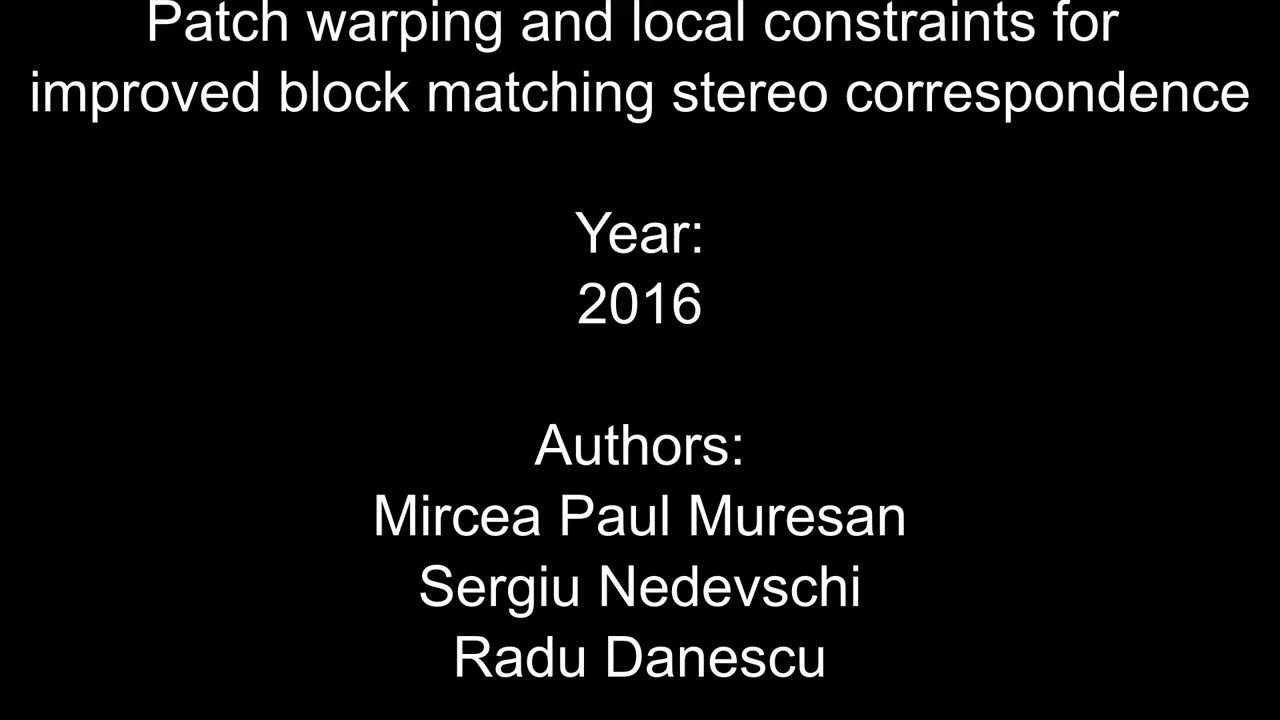 Patch warping and local constraints for
improved block matching stereo correspondence
Year:
2016
Authors:
Mircea Paul Muresan
Sergiu Nedevschi
Radu Danescu